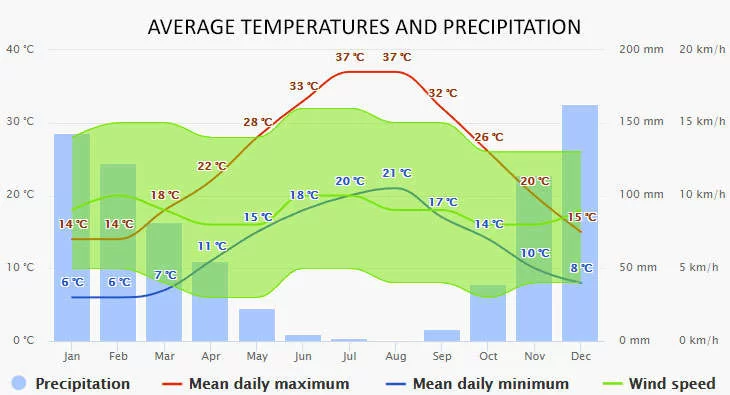 AVERAGE TEMPERATURES AND PRECIPITATION
40 °C 37 °C 37 °C 200 mm 20 km/h
33 °C 32 °C
30 °C 28 °C 26 °C 150 mm 15 km/h
22 °C
20 °C 18 °C 18 °C 20 °C 21 °C 20 °C 100 mm 10 km/h
14 °C 14 °C 15 °C 17 °C 14 °C 15 °C
10 °C 11 °C 10 °C 50 mm 5 km/h
6 °C 6 °C 7 °C 8 °C
0 °C 0 mm 0 km/h
Jan Feb Mar Apr May Jun Jul Aug Sep Oct Nov Dec
Precipitation Mean daily maximum Mean daily minimum Wind speed